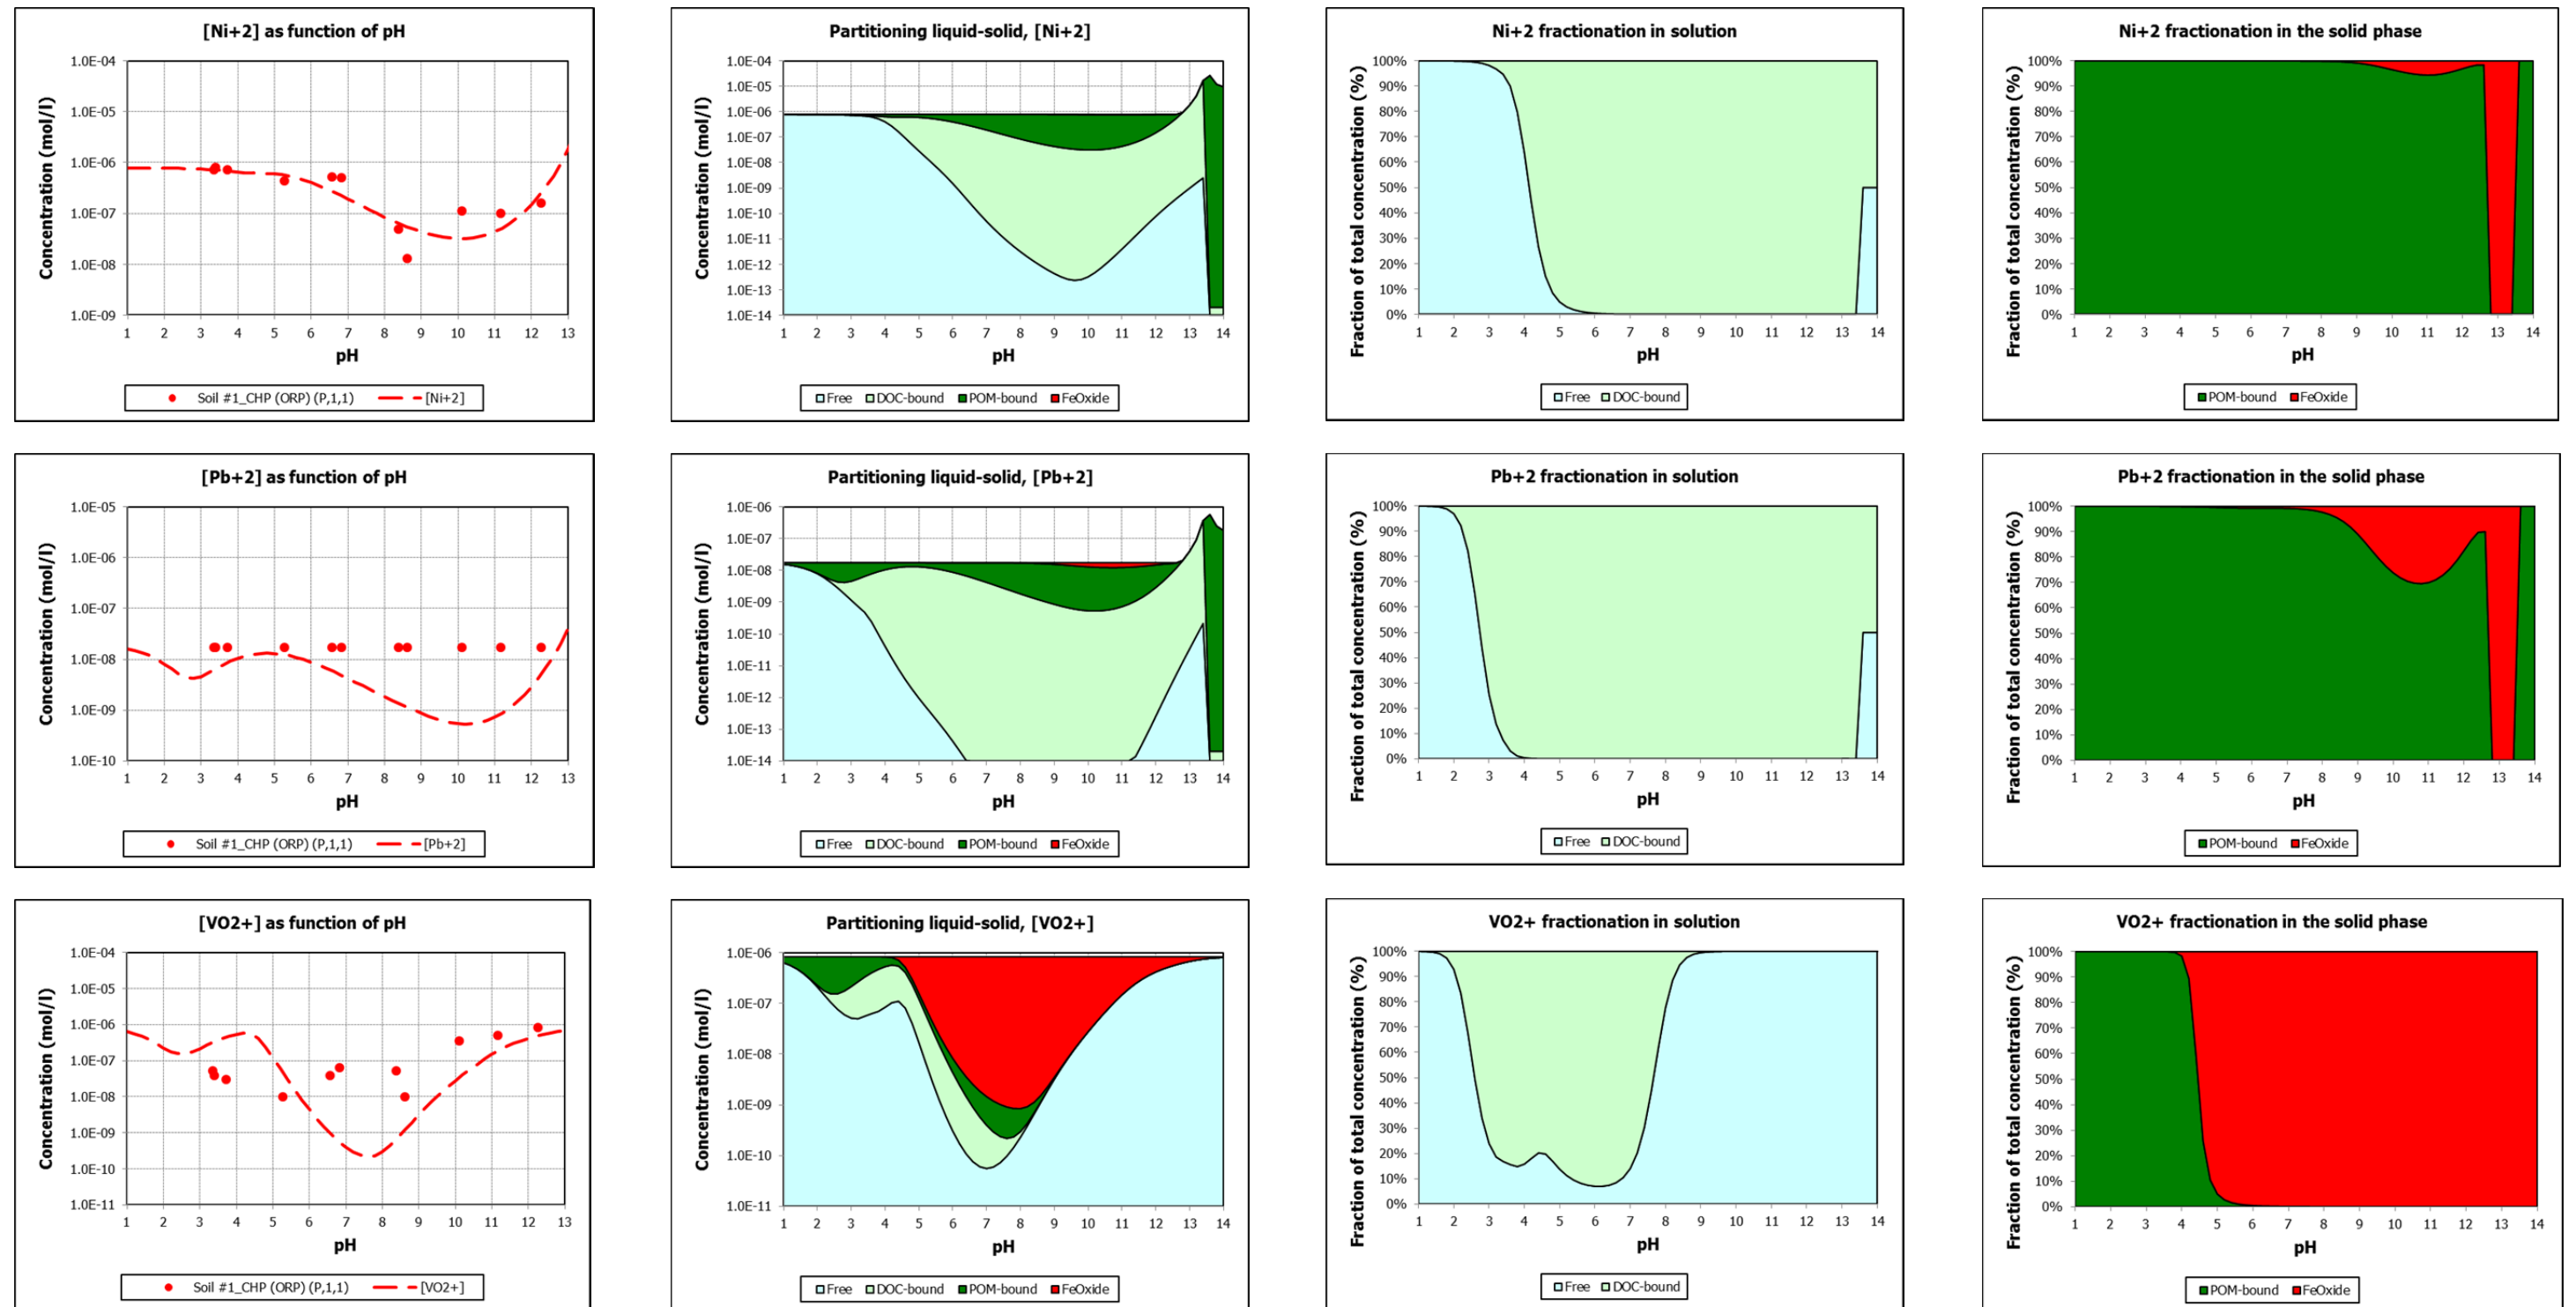 [Ni+2] as function of pH
Concentration (mol/l)
1.0E-04
1.0E-05
1.0E-06
1.0E-07
1.0E-08
1.0E-09
1 2 3 4 5 6 7 8 9 10 11 12 13
pH
Soil #1_CHP (ORP) (P,1,1) [Ni+2]
Partitioning liquid-solid, [Ni+2]
Concentration (mol/l)
1.0E-04
1.0E-05
1.0E-06
1.0E-07
1.0E-08
1.0E-09
1.0E-10
1.0E-11
1.0E-12
1.0E-13
1.0E-14
1 2 3 4 5 6 7 8 9 10 11 12 13 14
pH
Free DOC-bound POM-bound FeOxide
Ni+2 fractionation in solution
Fraction of total concentration (%)
100%
90%
80%
70%
60%
50%
40%
30%
20%
10%
0%
1 2 3 4 5 6 7 8 9 10 11 12 13 14
pH
Free DOC-bound
Ni+2 fractionation in the solid phase
Fraction of total concentration (%)
100%
90%
80%
70%
60%
50%
40%
30%
20%
10%
0%
1 2 3 4 5 6 7 8 9 10 11 12 13 14
pH
POM-bound FeOxide
[Pb+2] as function of pH
Concentration (mol/l)
1.0E-05
1.0E-06
1.0E-07
1.0E-08
1.0E-09
1.0E-10
1 2 3 4 5 6 7 8 9 10 11 12 13
pH
Soil #1_CHP (ORP) (P,1,1) [Pb+2]
Partitioning liquid-solid, [Pb+2]
Concentration (mol/l)
1.0E-06
1.0E-07
1.0E-08
1.0E-09
1.0E-10
1.0E-11
1.0E-12
1.0E-13
1.0E-14
1 2 3 4 5 6 7 8 9 10 11 12 13 14
pH
Free DOC-bound POM-bound FeOxide
Pb+2 fractionation in solution
Fraction of total concentration (%)
100%
90%
80%
70%
60%
50%
40%
30%
20%
10%
0%
1 2 3 4 5 6 7 8 9 10 11 12 13 14
pH
Free DOC-bound
Pb+2 fractionation in the solid phase
Fraction of total concentration (%)
100%
90%
80%
70%
60%
50%
40%
30%
20%
10%
0%
1 2 3 4 5 6 7 8 9 10 11 12 13 14
pH
POM-bound FeOxide
[VO2+] as function of pH
Concentration (mol/l)
1.0E-04
1.0E-05
1.0E-06
1.0E-07
1.0E-08
1.0E-09
1.0E-10
1.0E-11
1 2 3 4 5 6 7 8 9 10 11 12 13
pH
Soil #1_CHP (ORP) (P,1,1) [VO2+]
Partitioning liquid-solid, [VO2+]
Concentration (mol/l)
1.0E-06
1.0E-07
1.0E-08
1.0E-09
1.0E-10
1.0E-11
1 2 3 4 5 6 7 8 9 10 11 12 13 14
pH
Free DOC-bound POM-bound FeOxide
VO2+ fractionation in solution
Fraction of total concentration (%)
100%
90%
80%
70%
60%
50%
40%
30%
20%
10%
0%
1 2 3 4 5 6 7 8 9 10 11 12 13 14
pH
Free DOC-bound
VO2+ fractionation in the solid phase
Fraction of total concentration (%)
100%
90%
80%
70%
60%
50%
40%
30%
20%
10%
0%
1 2 3 4 5 6 7 8 9 10 11 12 13 14
pH
POM-bound FeOxide